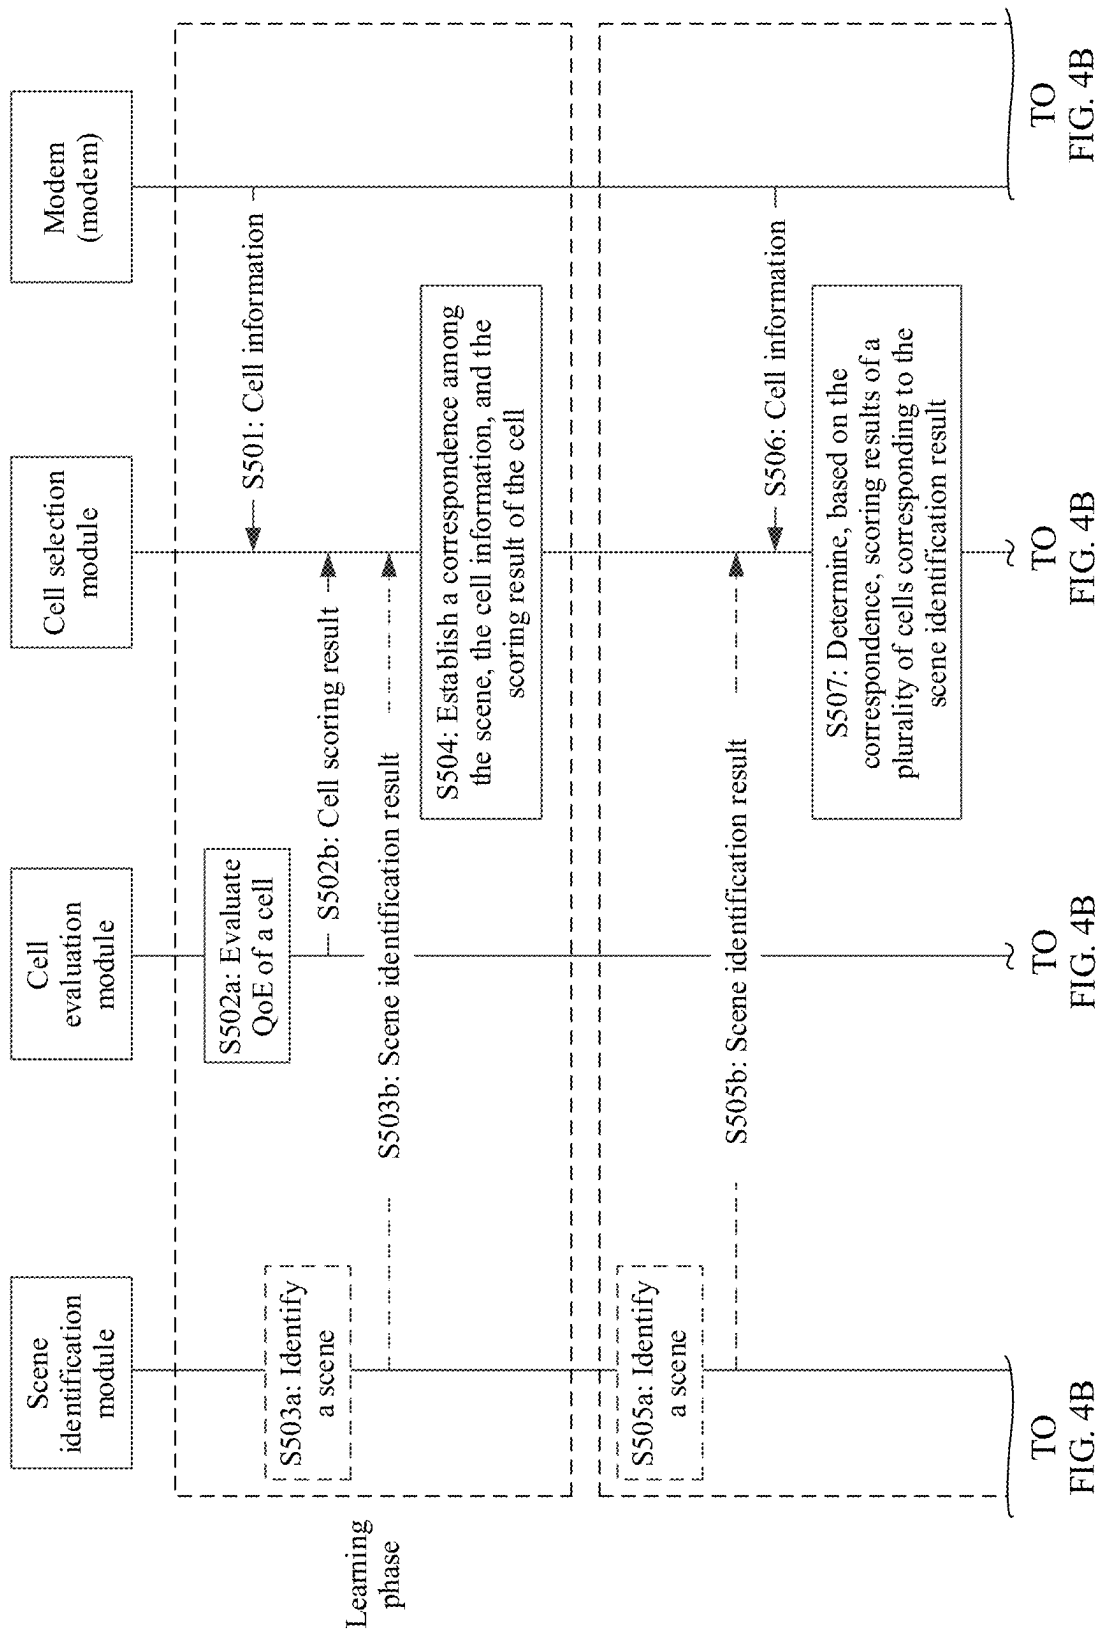 Scene
identification
module
Cell
evaluation
module
Cell selection
module
Modem
(modem)
Learning
phase
S501: Cell information
S502a: Evaluate
QoE of a cell
S502b: Cell scoring result
S503a: Identify
a scene
S503b: Scene identification result
S504: Establish a correspondence among
the scene, the cell information, and the
scoring result of the cell
S505a: Identify
a scene
S505b: Scene identification result
S506: Cell information
S507: Determine, based on the
correspondence, scoring results of a
plurality of cells corresponding to the
scene identification result
TO
FIG. 4B
TO
FIG. 4B
TO
FIG. 4B
TO
FIG. 4B